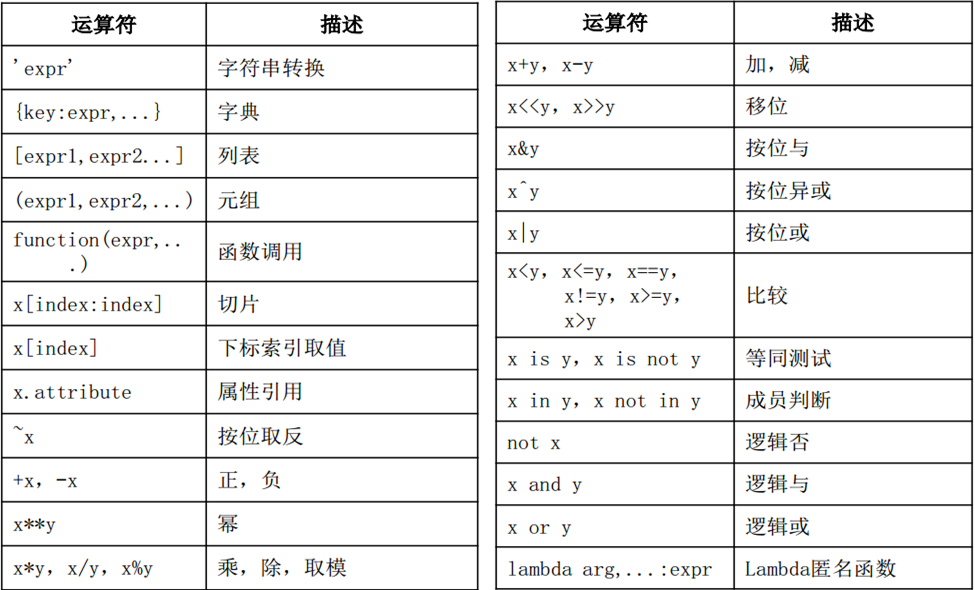 运算符 描述
'expr' 字符串转换
{key:expr,...} 字典
[expr1,expr2...] 列表
(expr1,expr2,...) 元组
function(expr,.. 函数调用
.)
x[index:index] 切片
x[index] 下标索引取值
x.attribute 属性引用
~x 按位取反
+x，-x 正，负
x**y 幂
x*y，x/y，x%y 乘，除，取模
运算符 描述
x+y，x-y 加，减
x<<y，x>>y 移位
x&y 按位与
x^y 按位异或
x|y 按位或
x<y，x<=y，x==y，
x!=y，x>=y， 比较
x>y
x is y，x is not y 等同测试
x in y，x not in y 成员判断
not x 逻辑否
x and y 逻辑与
x or y 逻辑或
lambda arg,...:expr Lambda匿名函数